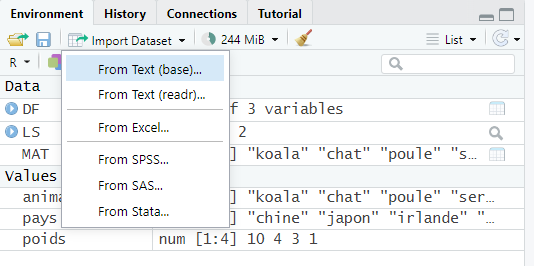 Environment History Connections Tutorial
Import Dataset 244 MiB List
R
From Text (base)...
From Text (readr)...
From Excel...
From SPSS...
From SAS...
From Stata...
Data
DF f 3 variables
LS 2
MAT ] "koala" "chat" "poule" "s...
Values
anima ] "koala" "chat" "poule" "ser...
pays ] "chine" "japon" "irlande" "...
poids num [1:4] 10 4 3 1